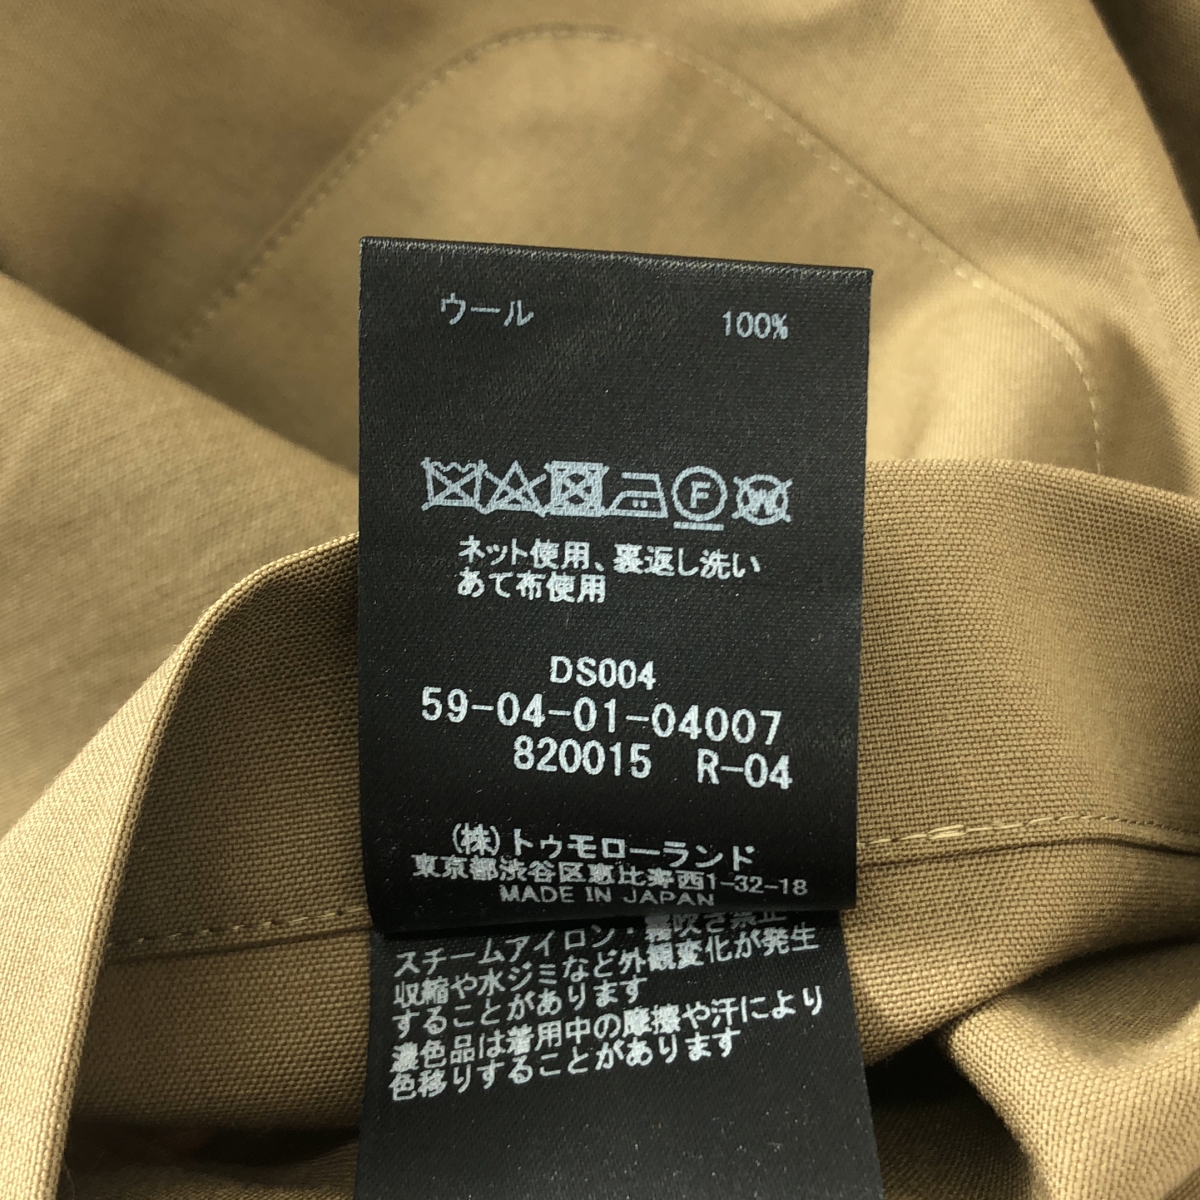 ウール 100%
F W
ネット使用、裏返し洗い
あて布使用
DS004
59-04-01-04007
820015 R-04
(株)トゥモローランド
東京都渋谷区恵比寿西1-32-18
MADE IN JAPAN
スチームアイロン・霧吹き禁止
収縮や水ジミなど外観変化が発生
することがあります
濃色品は着用中の摩擦や汗により
色移りすることがあります